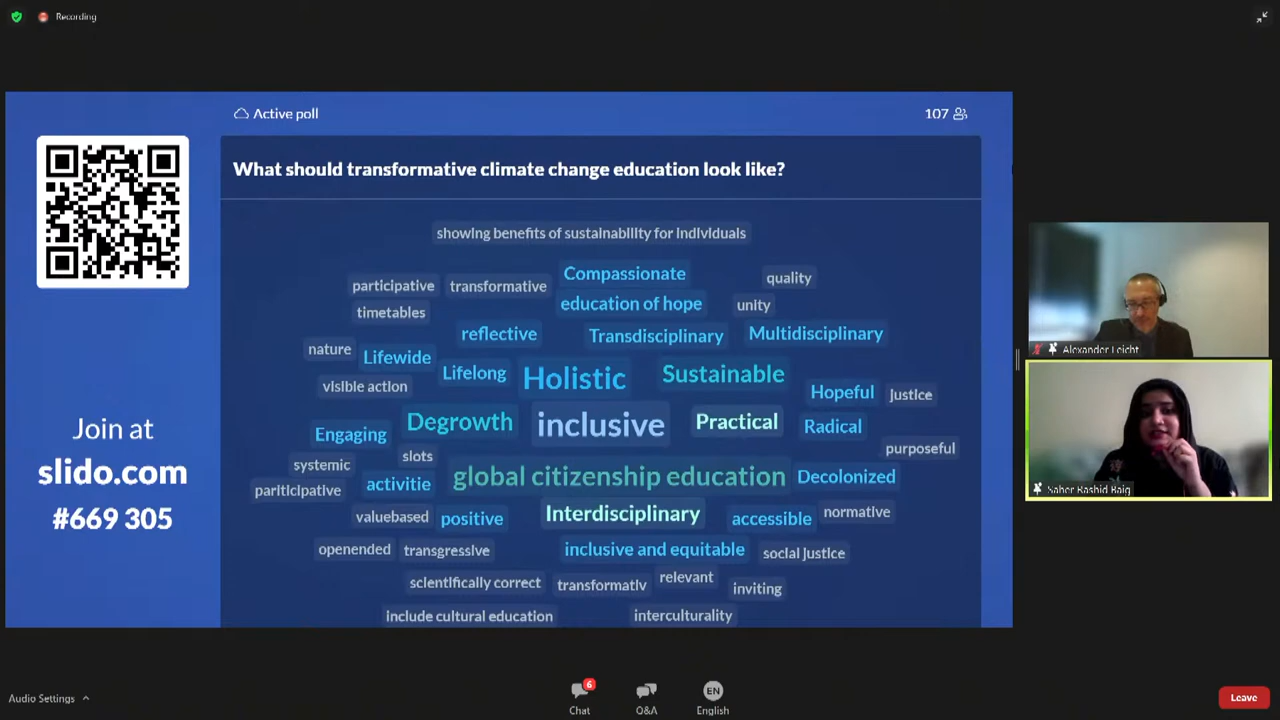 Recording
Active poll
107
What should transformative climate change education look like?
showing benefits of sustainability for individuals
Compassionate
quality
participative
transformative
education of hope
unity
timetables
reflective
Transdisciplinary
Multidisciplinary
nature
Lifewide
Lifelong
Holistic
Sustainable
visible action
Hopeful
justice
Degrowth
inclusive
Practical
Engaging
Radical
purposeful
slots
systemic
global citizenship education
Decolonized
activitie
pariticipative
valuebased
positive
Interdisciplinary
accessible
normative
openended
transgressive
inclusive and equitable
social justice
scientifically correct
transformativ
relevant
inviting
include cultural education
interculturality
Join at
slido.com
#669 305
Alexander Leicht
Saher Rashid Baig
Audio Settings
6
Chat
Q&A
EN
English
Leave